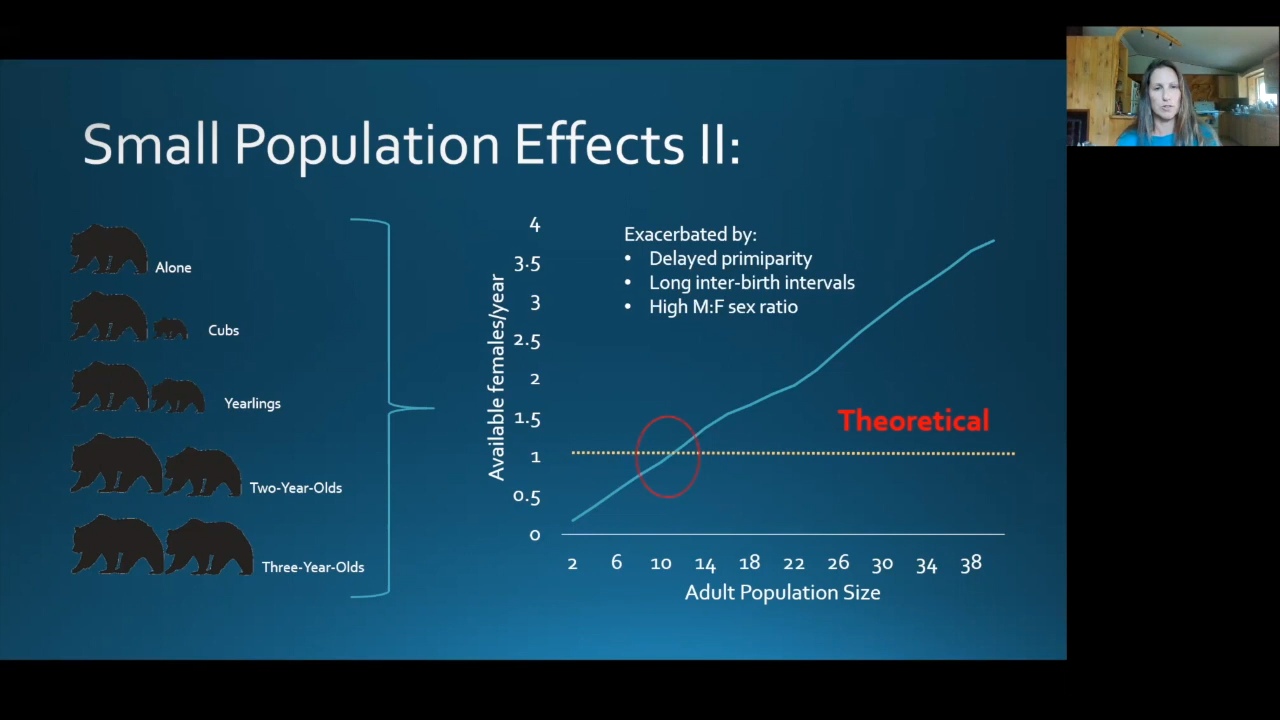 Small Population Effects II:
Alone
Cubs
Yearlings
Two-Year-Olds
Three-Year-Olds
Available females/year
4
3.5
3
2.5
2
1.5
1
0.5
0
Exacerbated by:
• Delayed primiparity
• Long inter-birth intervals
• High M:F sex ratio
Theoretical
2 6 10 14 18 22 26 30 34 38
Adult Population Size